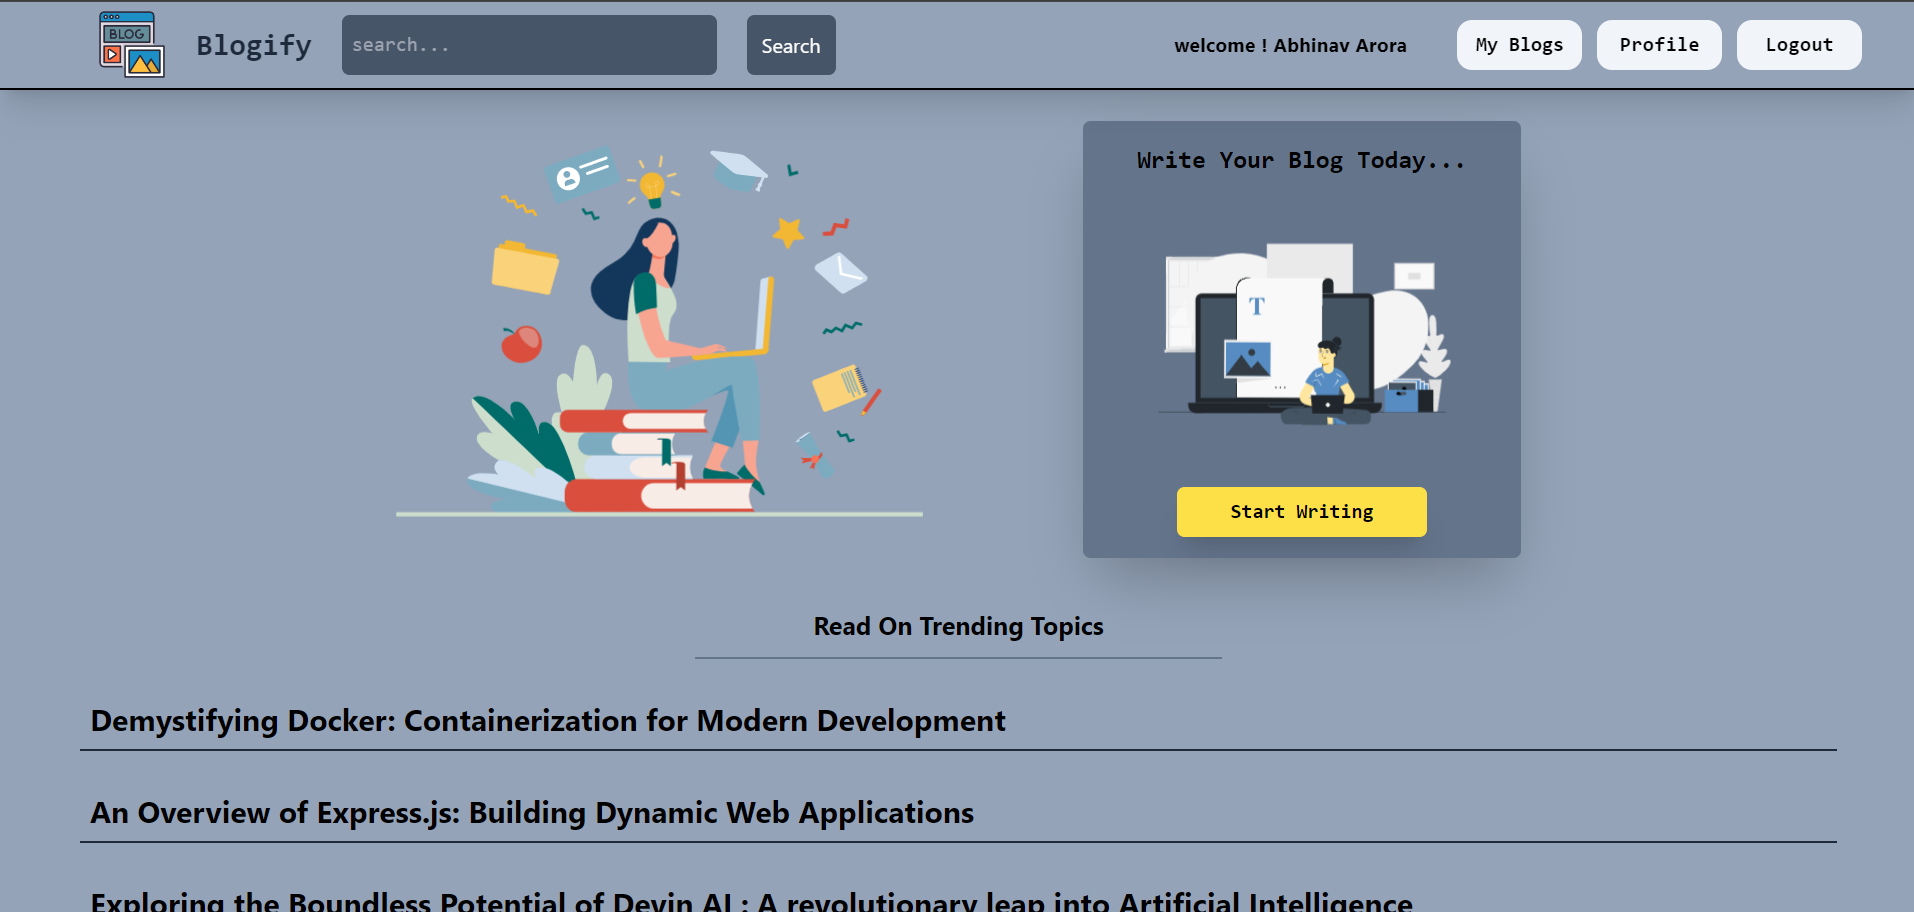 BLOG
Blogify
search...
Search
welcome ! Abhinav Arora
My Blogs
Profile
Logout
Write Your Blog Today...
T
Start Writing
Read On Trending Topics
Demystifying Docker: Containerization for Modern Development
An Overview of Express.js: Building Dynamic Web Applications
Exploring the Boundless Potential of Devin AI : A revolutionary leap into Artificial Intelligence